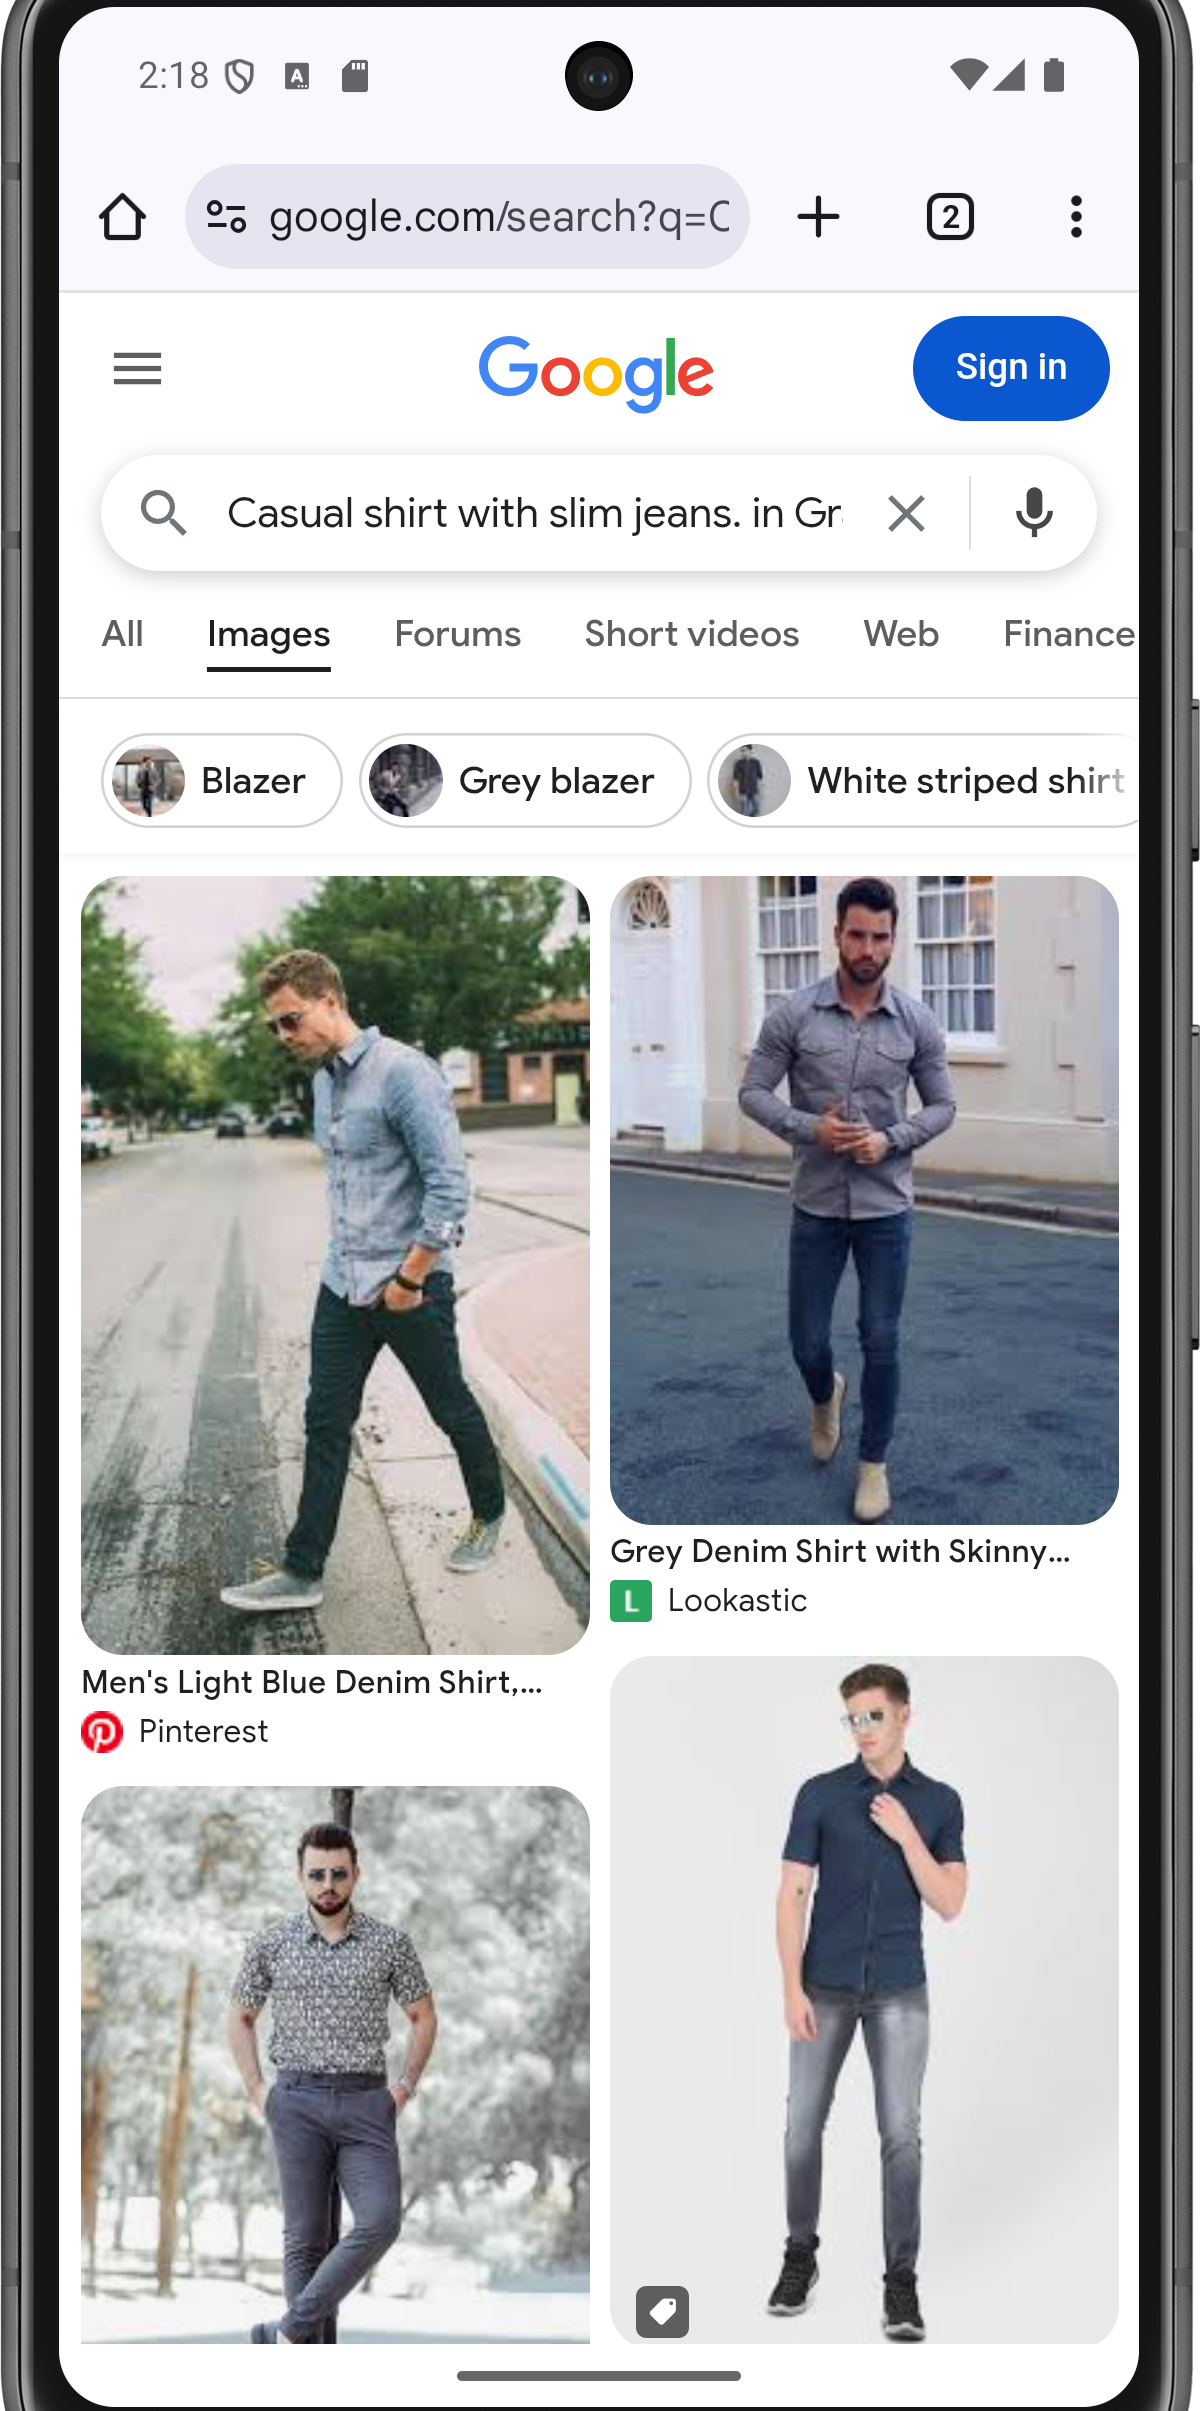 2:18
google.com/search?q=C
2
Google
Sign in
Casual shirt with slim jeans. in Gr
All Images Forums Short videos Web Finance
Blazer Grey blazer White striped shirt
Grey Denim Shirt with Skinny...
L Lookastic
Men's Light Blue Denim Shirt,...
Pinterest